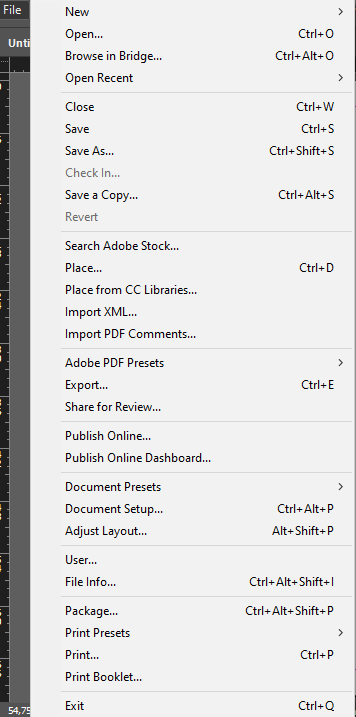 File
New
Open... Ctrl+O
Browse in Bridge... Ctrl+Alt+O
Unti
Open Recent
Close Ctrl+W
Save Ctrl+S
Save As... Ctrl+Shift+S
Check In...
Save a Copy... Ctrl+Alt+S
Revert
Search Adobe Stock...
Place... Ctrl+D
Place from CC Libraries...
Import XML...
Import PDF Comments...
Adobe PDF Presets
Export... Ctrl+E
Share for Review...
Publish Online...
Publish Online Dashboard...
Document Presets
Document Setup... Ctrl+Alt+P
Adjust Layout... Alt+Shift+P
User...
File Info... Ctrl+Alt+Shift+I
Package... Ctrl+Alt+Shift+P
Print Presets
Print... Ctrl+P
Print Booklet...
Exit Ctrl+Q
54,75